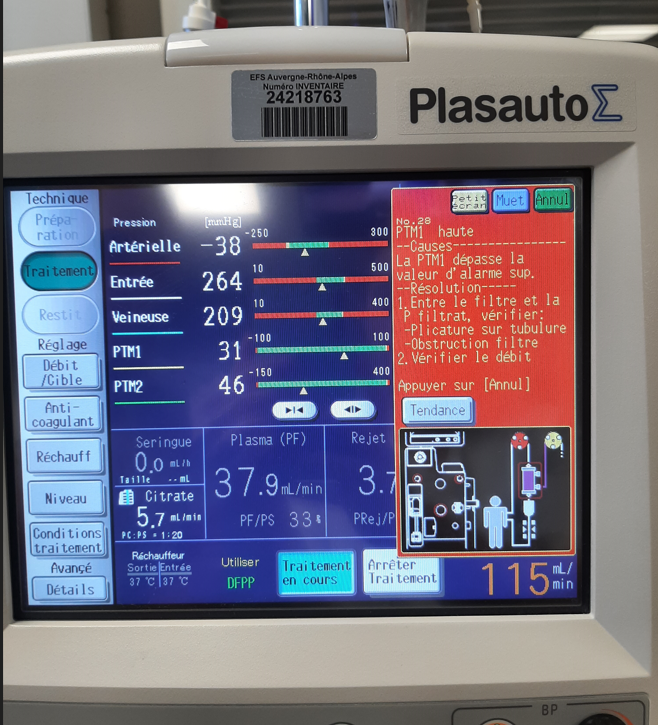 EFS Auvergne-Rhône-Alpes
Numéro INVENTAIRE
24218763
PlasautoΣ
Technique
Prépa-
ration
Traitement
Restit
Réglage
Débit
/Cible
Anti-
coagulant
Réchauff
Niveau
Conditions
traitement
Avancé
Détails
Pression [mmHg]
Artérielle -38 -250 300
Entrée 264 10 500
Veineuse 209 10 400
PTM1 31 -100 100
PTM2 46 -150 400
Seringue
0.0 mL/h
Taille --mL
Citrate
5.7 mL/min
PC:PS = 1:20
Plasma (PF)
37.9 mL/min
PF/PS 33 %
Rejet
3.7
PRej/P
Réchauffeur
Sortie Entrée
37 °C 37 °C
Utiliser
DFPP
Traitement
en cours
Arrêter
Traitement
115 mL/
min
Petit
écran
Muet
Annul
No.28
PTM1 haute
--Causes----------------
La PTM1 dépasse la
valeur d'alarme sup.
--Résolution-----
1.Entre le filtre et la
P filtrat, vérifier:
-Plicature sur tubulure
-Obstruction filtre
2.Vérifier le débit
Appuyer sur [Annul]
Tendance
BP